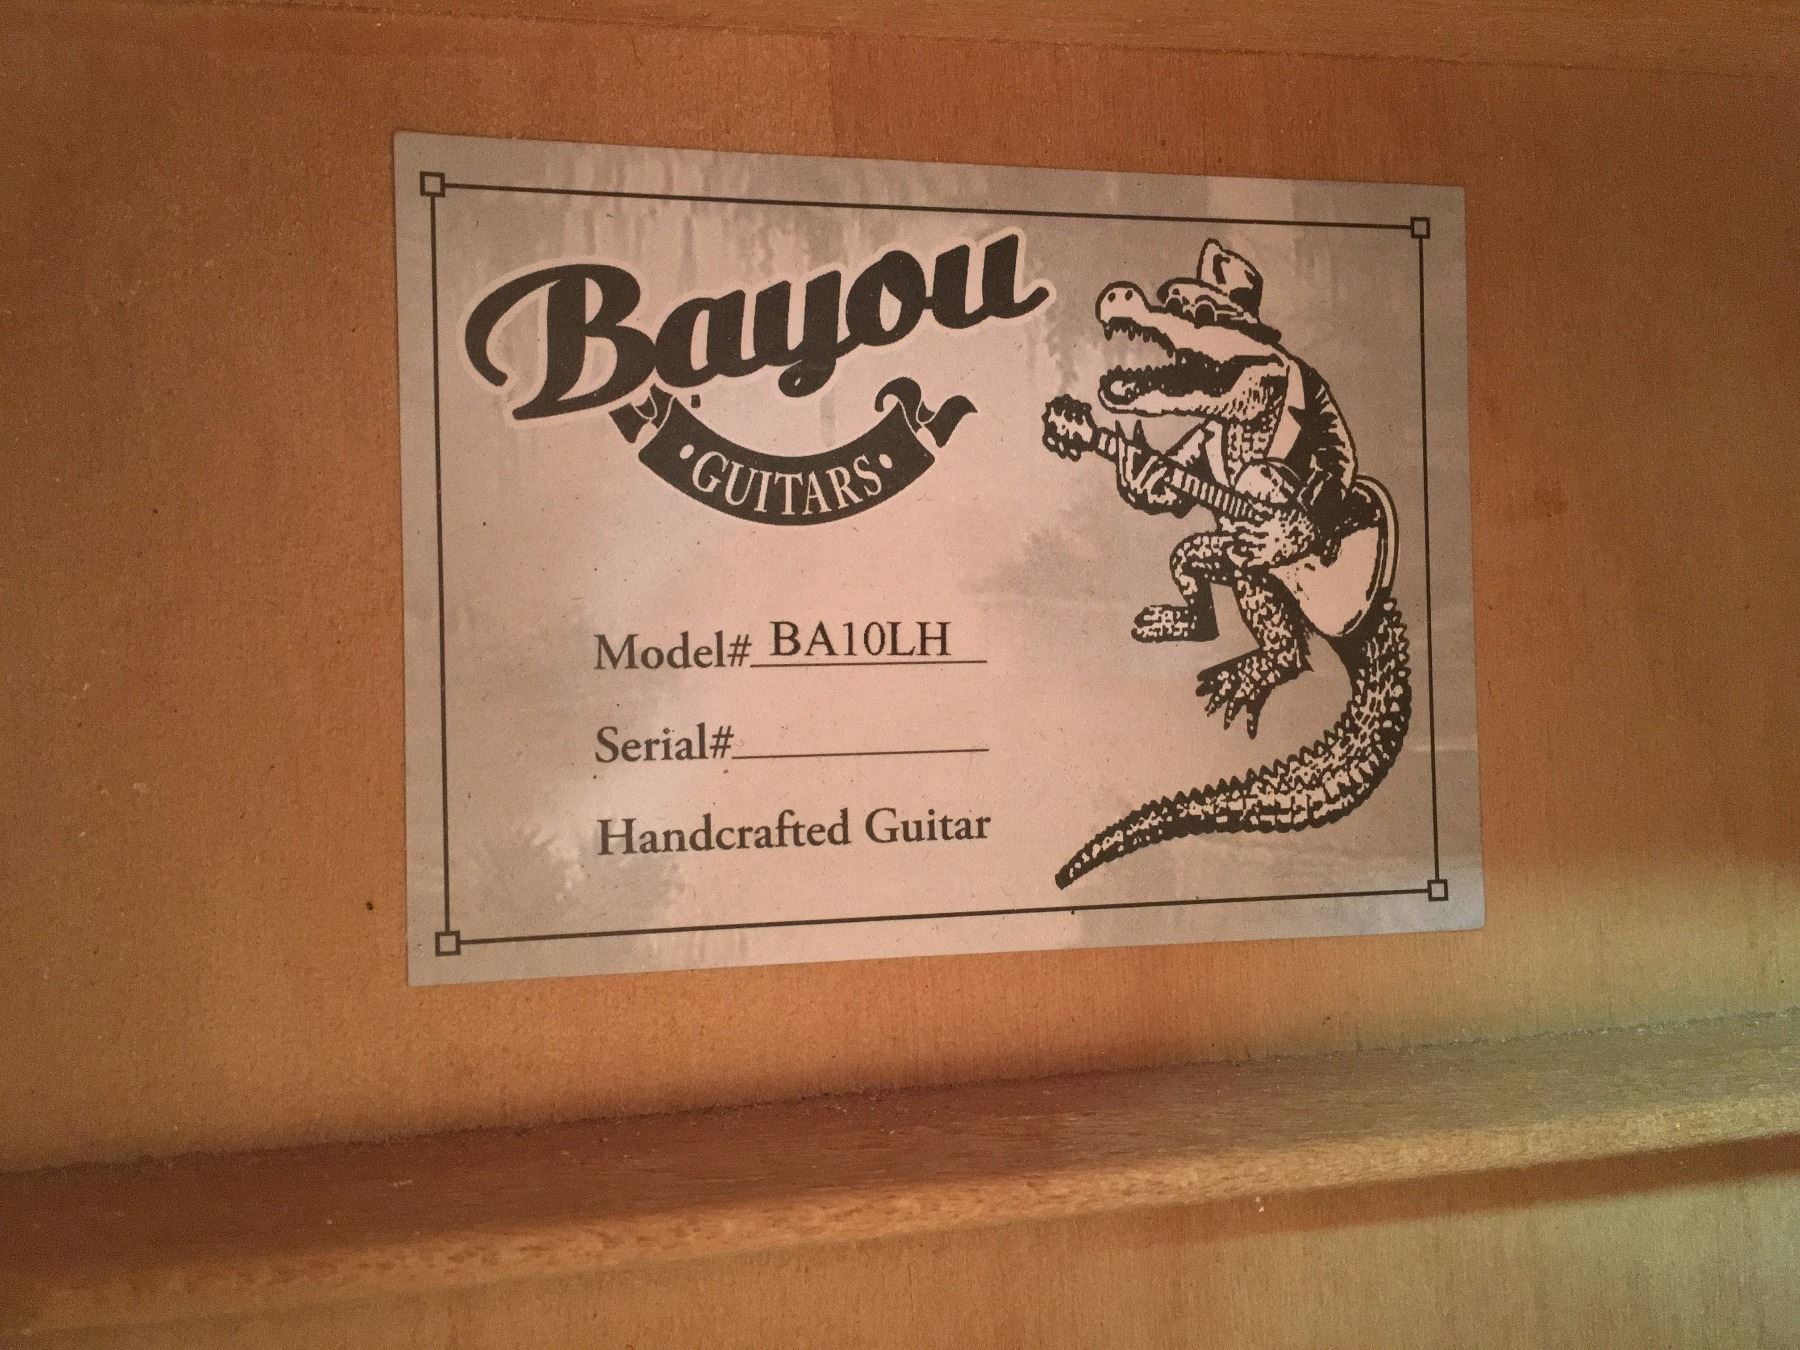 Bayou
• GUITARS •
Model# BA10LH
Serial#
Handcrafted Guitar